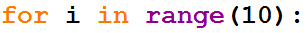 for i in range(10):